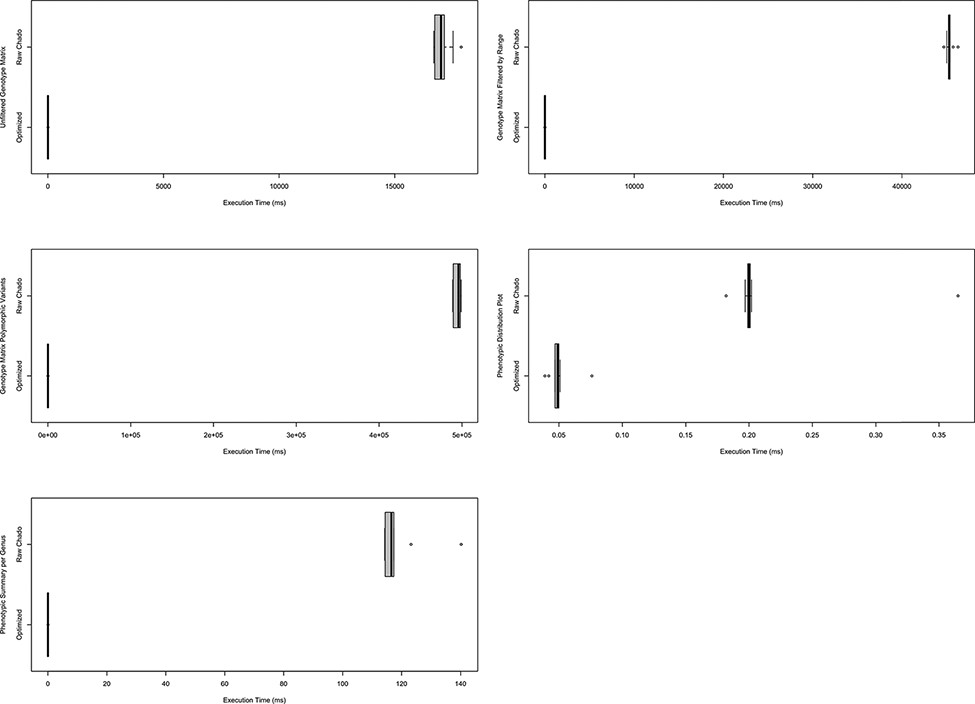 Unfiltered Genotype Matrix
Raw Chado
Optimized
0 5000 10000 15000
Execution Time (ms)
Genotype Matrix Filtered by Range
Raw Chado
Optimized
0 10000 20000 30000 40000
Execution Time (ms)
Genotype Matrix Polymorphic Variants
Raw Chado
Optimized
0e+00 1e+05 2e+05 3e+05 4e+05 5e+05
Execution Time (ms)
Phenotypic Distribution Plot
Raw Chado
Optimized
0.05 0.10 0.15 0.20 0.25 0.30 0.35
Execution Time (ms)
Phenotypic Summary per Genus
Raw Chado
Optimized
0 20 40 60 80 100 120 140
Execution Time (ms)